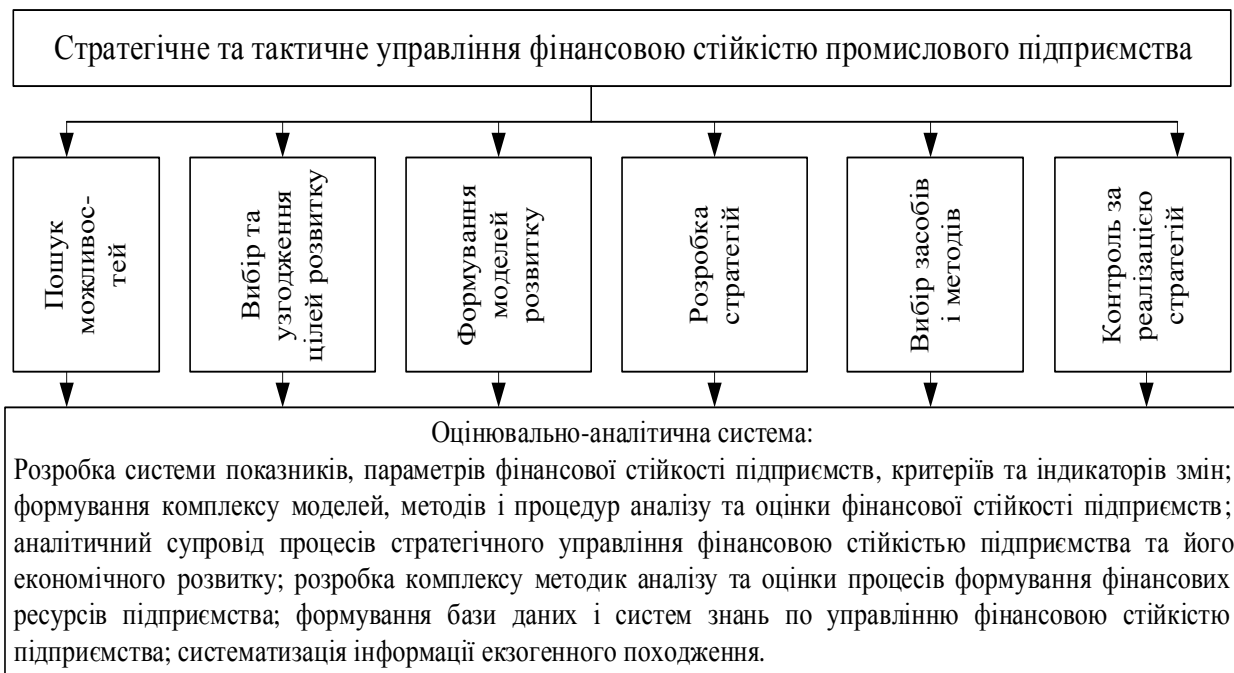 Стратегічне та тактичне управління фінансовою стійкістю промислового підприємства
Пошук
можливос-
тей
Вибір та
узгодження
цілей розвитку
Формування
моделей
розвитку
Розробка
стратегій
Вибір засобів
і методів
Контроль за
реалізацією
стратегій
Оцінювально-аналітична система:
Розробка системи показників, параметрів фінансової стійкості підприємств, критеріїв та індикаторів змін;
формування комплексу моделей, методів і процедур аналізу та оцінки фінансової стійкості підприємств;
аналітичний супровід процесів стратегічного управління фінансовою стійкістью підприємства та його
економічного розвитку; розробка комплексу методик аналізу та оцінки процесів формування фінансових
ресурсів підприємства; формування бази даних і систем знань по управлінню фінансовою стійкістю
підприємства; систематизація інформації екзогенного походження.